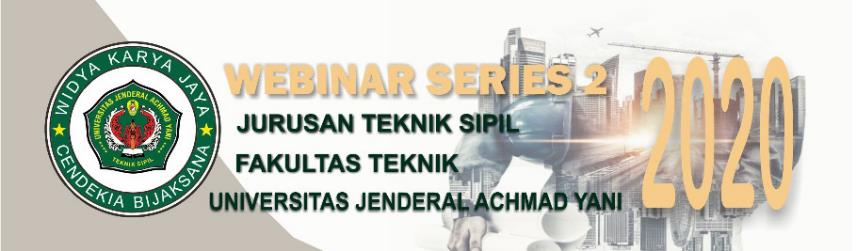 WIDYA KARYA JAYA
UNIVERSITAS JENDERAL ACHMAD YANI
TEKNIK SIPIL
CENDEKIA BIJAKSANA
WEBINAR SERIES 2
JURUSAN TEKNIK SIPIL
FAKULTAS TEKNIK
UNIVERSITAS JENDERAL ACHMAD YANI
2020